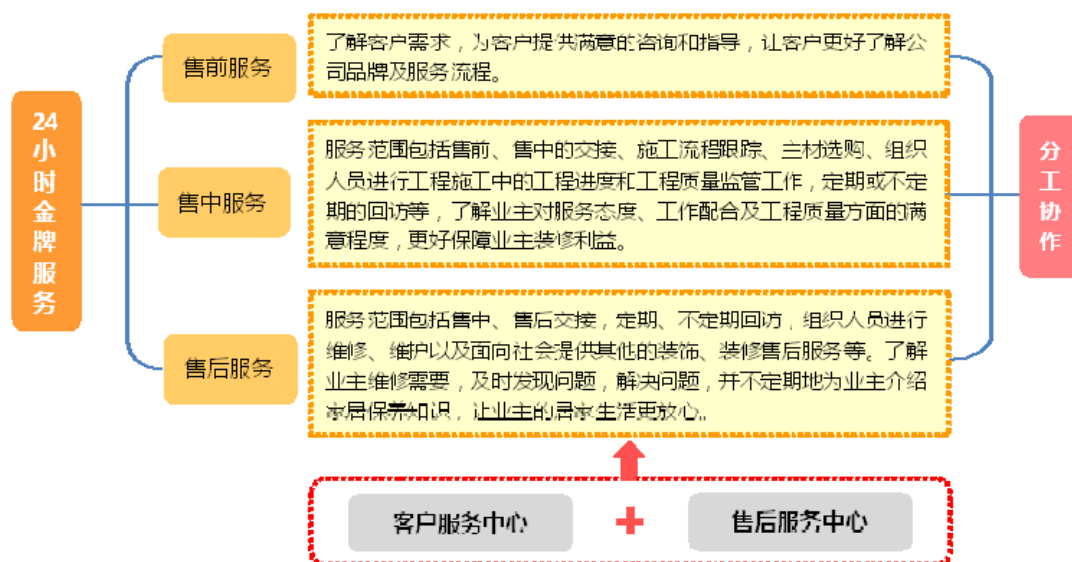 24小时金牌服务
售前服务
了解客户需求，为客户提供满意的咨询和指导，让客户更好了解公
司品牌及服务流程。
售中服务
服务范围包括售前、售中的交接、施工流程跟踪、主材选购、组织
人员进行工程施工中的工程进度和工程质量监管工作，定期或不定
期的回访等，了解业主对服务态度、工作配合及工程质量方面的满
意程度，更好保障业主装修利益。
售后服务
服务范围包括售中、售后交接，定期、不定期回访，组织人员进行
维修、维护以及面向社会提供其他的装饰、装修售后服务等。了解
业主维修需要，及时发现问题，解决问题，并不定期地为业主介绍
家居保养知识，让业主的居家生活更放心。
分工协作
客户服务中心
+
售后服务中心